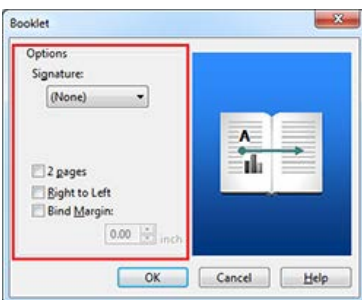 Booklet
Options
Signature:
(None)
2 pages
Right to Left
Bind Margin:
0.00 inch
A
OK Cancel Help